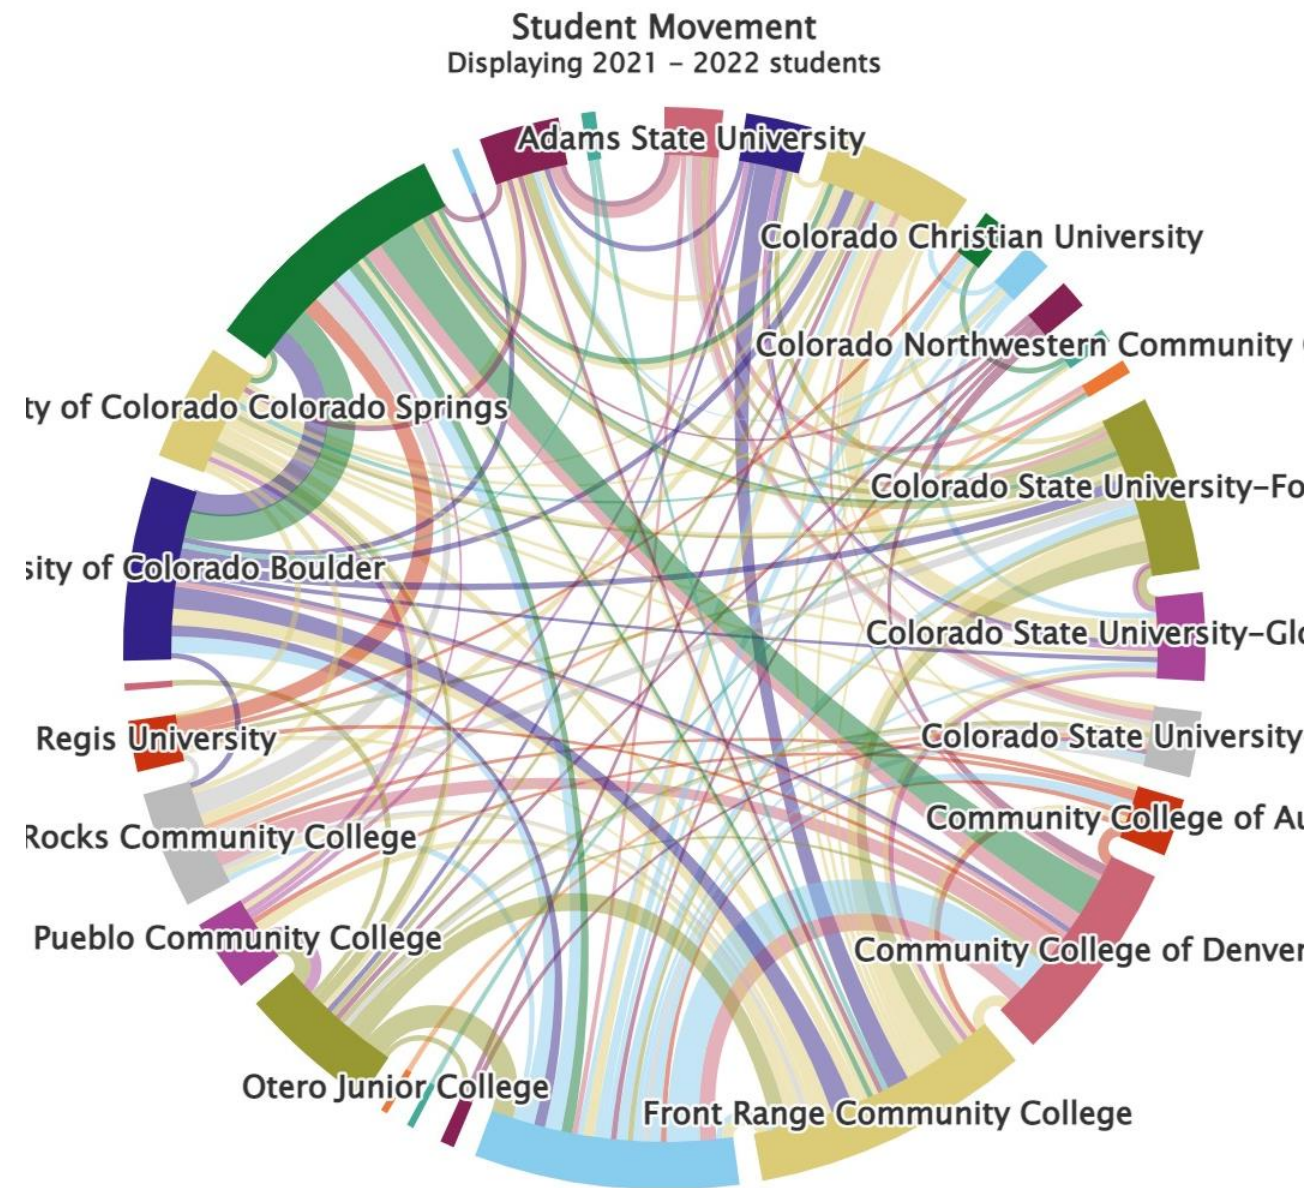 Student Movement
Displaying 2021 – 2022 students
Adams State University
Colorado Christian University
Colorado Northwestern Community
ty of Colorado Colorado Springs
Colorado State University–Fo
sity of Colorado Boulder
Colorado State University–Glo
Regis University
Colorado State University
Community College of Au
Rocks Community College
Pueblo Community College
Community College of Denver
Otero Junior College
Front Range Community College